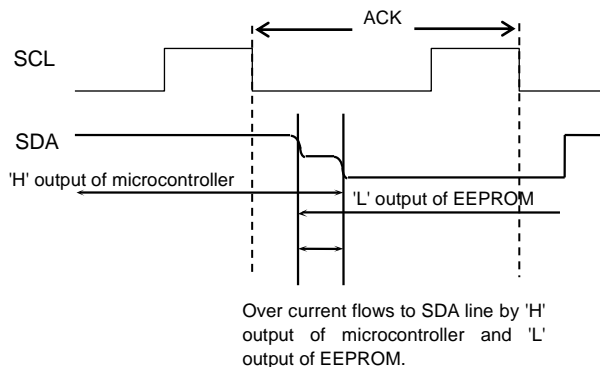 ACK
SCL
SDA
'H' output of microcontroller
'L' output of EEPROM
Over current flows to SDA line by 'H'
output of microcontroller and 'L'
output of EEPROM.